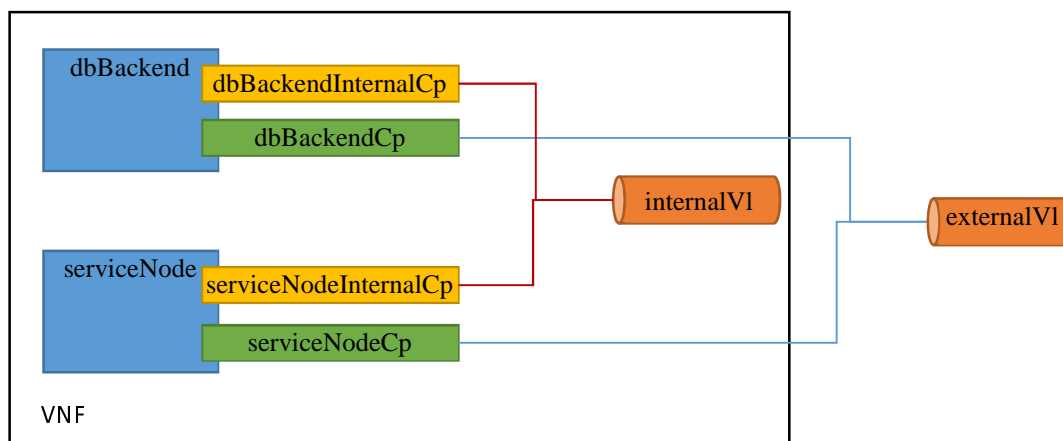 dbBackend
dbBackendInternalCp
dbBackendCp
internalVl
externalVl
serviceNode
serviceNodeInternalCp
serviceNodeCp
VNF